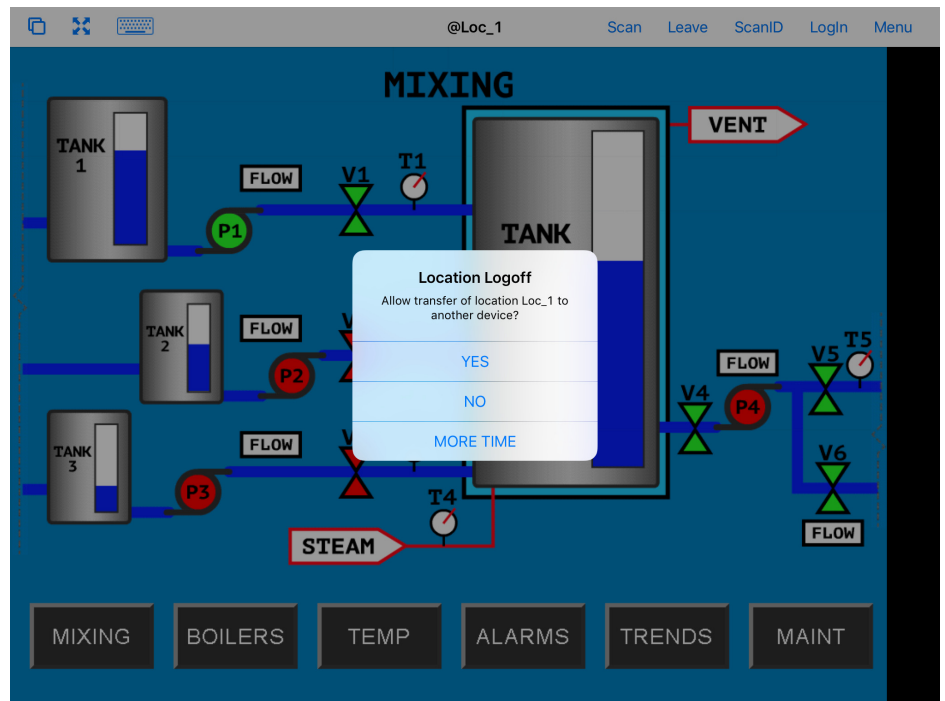 @Loc_1
Scan Leave ScanID LogIn Menu
MIXING
TANK
1
FLOW
V1
T1
VENT
P1
TANK
Location Logoff
Allow transfer of location Loc_1 to
another device?
YES
NO
MORE TIME
TANK
2
FLOW
V
P2
TANK
3
FLOW
V
P3
T4
STEAM
V4
FLOW
P4
V5
T5
V6
FLOW
MIXING BOILERS TEMP ALARMS TRENDS MAINT